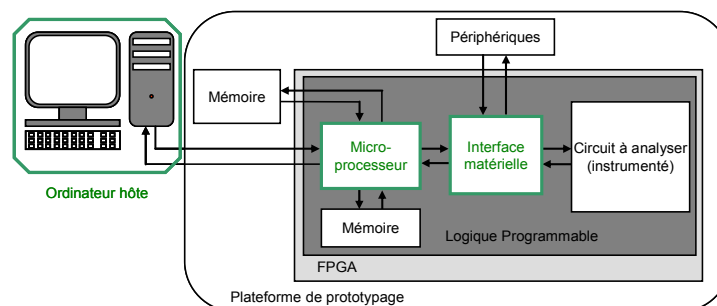 Périphériques
Mémoire
Micro-
processeur
Interface
matérielle
Circuit à analyser
(instrumenté)
Ordinateur hôte
Mémoire
Logique Programmable
FPGA
Plateforme de prototypage